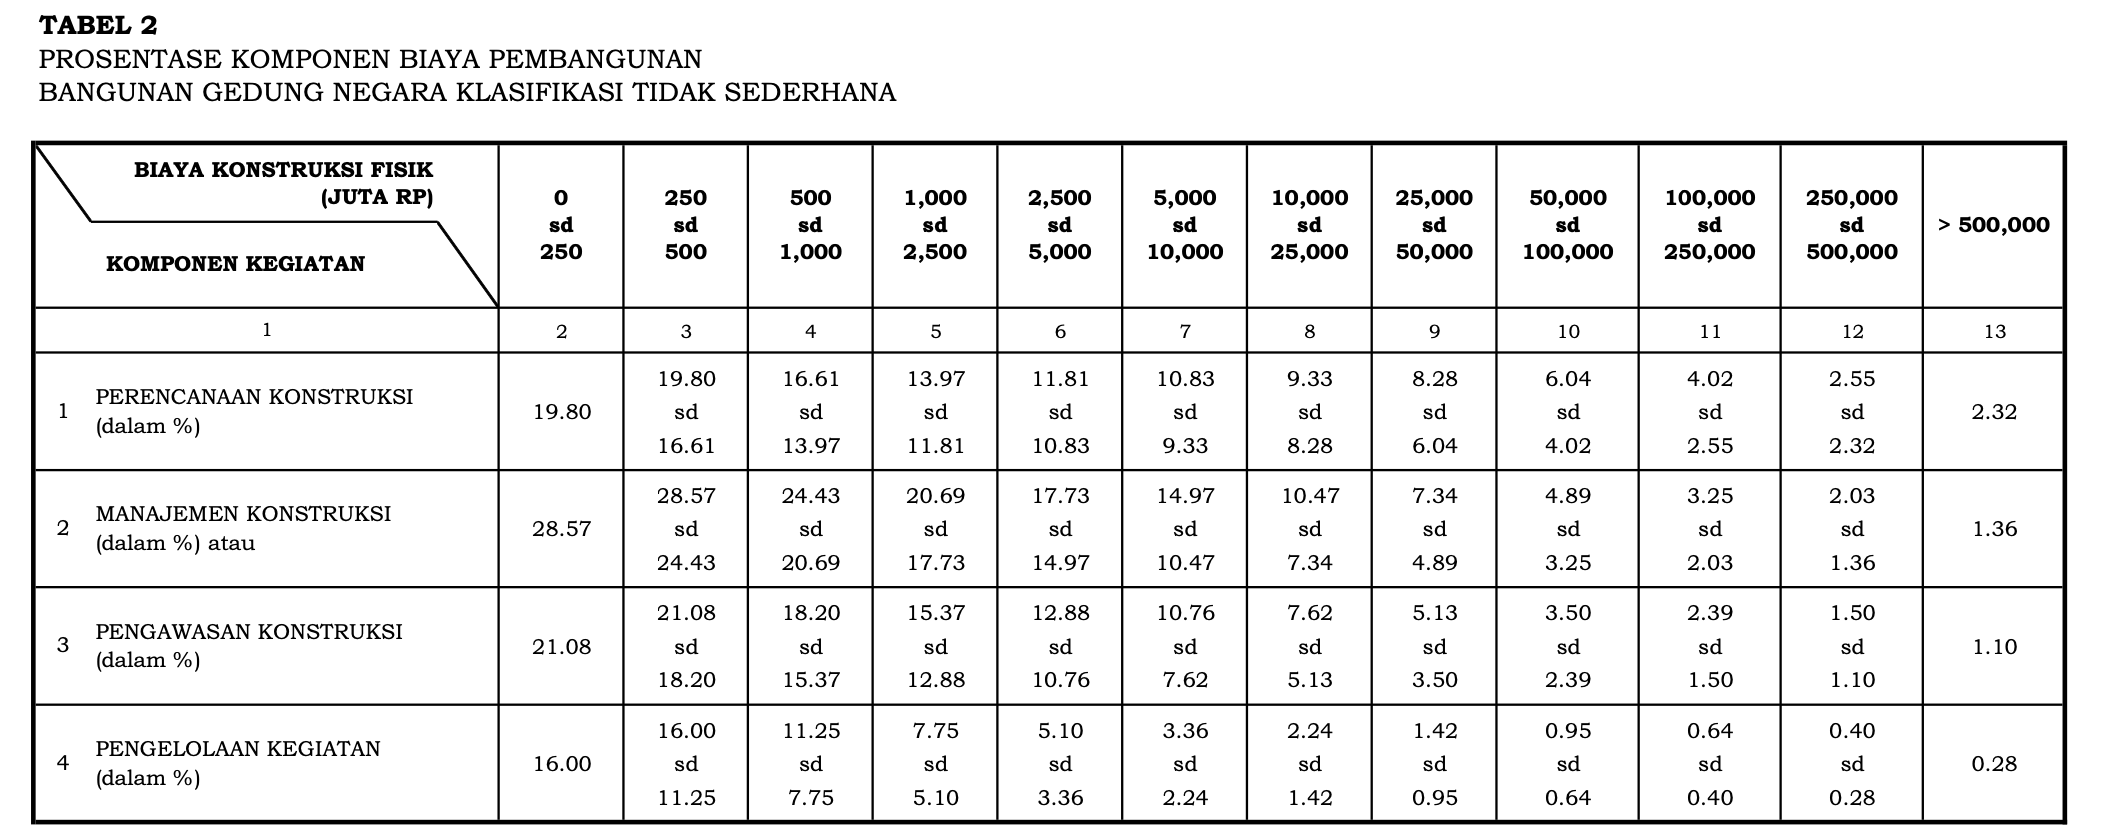 TABEL 2
PROSENTASE KOMPONEN BIAYA PEMBANGUNAN
BANGUNAN GEDUNG NEGARA KLASIFIKASI TIDAK SEDERHANA
BIAYA KONSTRUKSI FISIK
(JUTA RP)
KOMPONEN KEGIATAN
0 sd 250
250 sd 500
500 sd 1,000
1,000 sd 2,500
2,500 sd 5,000
5,000 sd 10,000
10,000 sd 25,000
25,000 sd 50,000
50,000 sd 100,000
100,000 sd 250,000
250,000 sd 500,000
> 500,000
1 2 3 4 5 6 7 8 9 10 11 12 13
19.80 16.61 13.97 11.81 10.83 9.33 8.28 6.04 4.02 2.55
1 PERENCANAAN KONSTRUKSI
(dalam %)
19.80 sd sd sd sd sd sd sd sd sd sd 2.32
16.61 13.97 11.81 10.83 9.33 8.28 6.04 4.02 2.55 2.32
28.57 24.43 20.69 17.73 14.97 10.47 7.34 4.89 3.25 2.03
2 MANAJEMEN KONSTRUKSI
(dalam %) atau
28.57 sd sd sd sd sd sd sd sd sd sd 1.36
24.43 20.69 17.73 14.97 10.47 7.34 4.89 3.25 2.03 1.36
21.08 18.20 15.37 12.88 10.76 7.62 5.13 3.50 2.39 1.50
3 PENGAWASAN KONSTRUKSI
(dalam %)
21.08 sd sd sd sd sd sd sd sd sd sd 1.10
18.20 15.37 12.88 10.76 7.62 5.13 3.50 2.39 1.50 1.10
16.00 11.25 7.75 5.10 3.36 2.24 1.42 0.95 0.64 0.40
4 PENGELOLAAN KEGIATAN
(dalam %)
16.00 sd sd sd sd sd sd sd sd sd sd 0.28
11.25 7.75 5.10 3.36 2.24 1.42 0.95 0.64 0.40 0.28